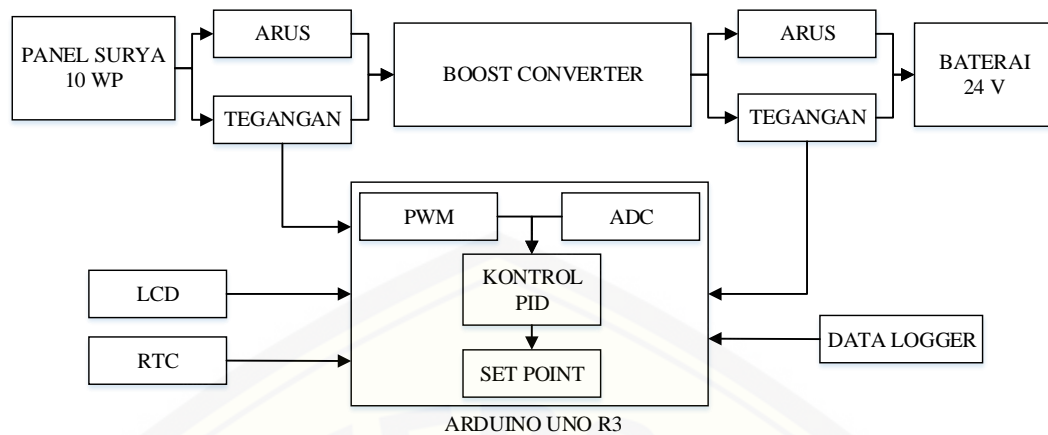 PANEL SURYA
10 WP
ARUS
TEGANGAN
BOOST CONVERTER
ARUS
TEGANGAN
BATERAI
24 V
PWM
ADC
KONTROL
PID
SET POINT
LCD
RTC
DATA LOGGER
ARDUINO UNO R3